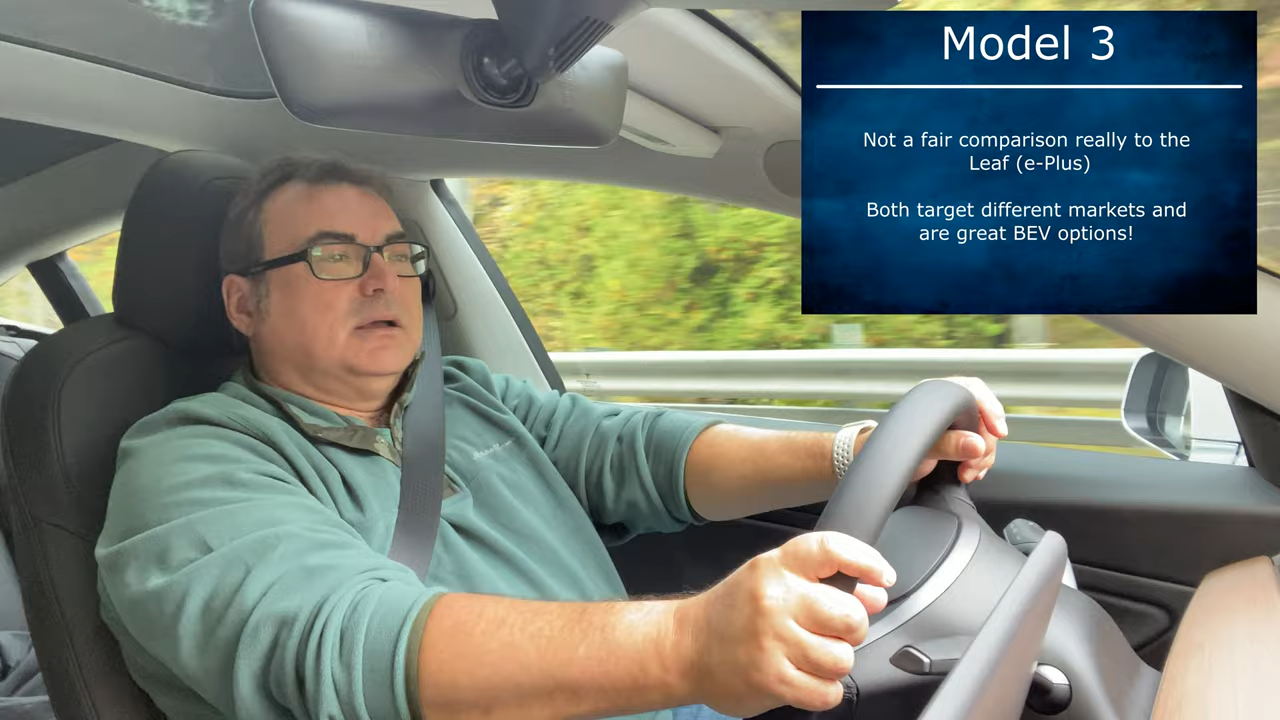 Model 3
Not a fair comparison really to the
Leaf (e-Plus)
Both target different markets and
are great BEV options!